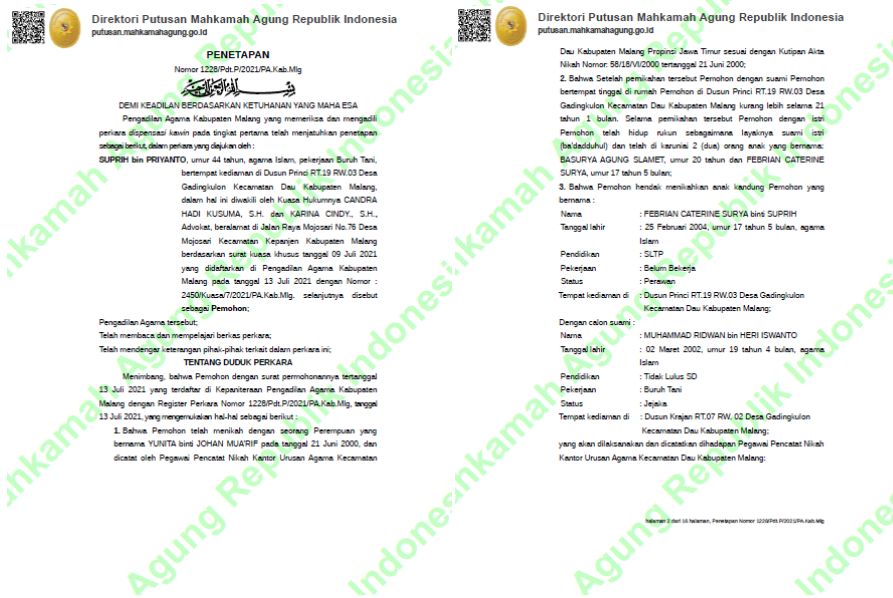 Direktori Putusan Mahkamah Agung Republik Indonesia
putusan.mahkamahagung.go.id
PENETAPAN
Nomor 1228/Pdt.P/2021/PA.Kab.Mlg
DEMI KEADILAN BERDASARKAN KETUHANAN YANG MAHA ESA
Pengadilan Agama Kabupaten Malang yang memeriksa dan mengadili
perkara dispensasi kawin pada tingkat pertama telah menjatuhkan penetapan
sebagai berikut, dalam perkara yang diajukan oleh :
SUPRIH bin PRIYANTO, umur 44 tahun, agama Islam, pekerjaan Buruh Tani,
bertempat kediaman di Dusun Princi RT.19 RW.03 Desa
Gadingkulon Kecamatan Dau Kabupaten Malang,
dalam hal ini diwakili oleh Kuasa Hukumnya CANDRA
HADI KUSUMA, S.H. dan KARINA CINDY., S.H.,
Advokat, beralamat di Jalan Raya Mojosari No.76 Desa
Mojosari Kecamatan Kepanjen Kabupaten Malang
berdasarkan surat kuasa khusus tanggal 09 Juli 2021
yang didaftarkan di Pengadilan Agama Kabupaten
Malang pada tanggal 13 Juli 2021 dengan Nomor :
2450/Kuasa/7/2021/PA.Kab.Mlg. selanjutnya disebut
sebagai Pemohon;
Pengadilan Agama tersebut;
Telah membaca dan mempelajari berkas perkara;
Telah mendengar keterangan pihak-pihak terkait dalam perkara ini;
TENTANG DUDUK PERKARA
Menimbang, bahwa Pemohon dengan surat permohonannya tertanggal
13 Juli 2021 yang terdaftar di Kepaniteraan Pengadilan Agama Kabupaten
Malang dengan Register Perkara Nomor 1228/Pdt.P/2021/PA.Kab.Mlg, tanggal
13 Juli 2021, yang mengemukakan hal-hal sebagai berikut :
1. Bahwa Pemohon telah menikah dengan seorang Perempuan yang
bernama YUNITA binti JOHAN MUA'RIF pada tanggal 21 Juni 2000, dan
dicatat oleh Pegawai Pencatat Nikah Kantor Urusan Agama Kecamatan
Direktori Putusan Mahkamah Agung Republik Indonesia
putusan.mahkamahagung.go.id
Dau Kabupaten Malang Propinsi Jawa Timur sesuai dengan Kutipan Akta
Nikah Nomor: 58/18/VI/2000 tertanggal 21 Juni 2000;
2. Bahwa Setelah pernikahan tersebut Pemohon dengan suami Pemohon
bertempat tinggal di rumah Pemohon di Dusun Princi RT.19 RW.03 Desa
Gadingkulon Kecamatan Dau Kabupaten Malang kurang lebih selama 21
tahun 1 bulan. Selama pernikahan tersebut Pemohon dengan istri
Pemohon telah hidup rukun sebagaimana layaknya suami istri
(ba'dadduhul) dan telah di karuniai 2 (dua) orang anak yang bernama:
BASURYA AGUNG SLAMET, umur 20 tahun dan FEBRIAN CATERINE
SURYA, umur 17 tahun 5 bulan;
3. Bahwa Pemohon hendak menikahkan anak kandung Pemohon yang
bernama :
Nama : FEBRIAN CATERINE SURYA binti SUPRIH
Tanggal lahir : 25 Februari 2004, umur 17 tahun 5 bulan, agama
Islam
Pendidikan : SLTP
Pekerjaan : Belum Bekerja
Status : Perawan
Tempat kediaman di : Dusun Princi RT.19 RW.03 Desa Gadingkulon
Kecamatan Dau Kabupaten Malang;
Dengan calon suami :
Nama : MUHAMMAD RIDWAN bin HERI ISWANTO
Tanggal lahir : 02 Maret 2002, umur 19 tahun 4 bulan, agama
Islam
Pendidikan : Tidak Lulus SD
Pekerjaan : Buruh Tani
Status : Jejaka
Tempat kediaman di : Dusun Krajan RT.07 RW. 02 Desa Gadingkulon
Kecamatan Dau Kabupaten Malang;
yang akan dilaksanakan dan dicatatkan dihadapan Pegawai Pencatat Nikah
Kantor Urusan Agama Kecamatan Dau Kabupaten Malang;
halaman 2 dari 16 halaman, Penetapan Nomor 1228/Pdt.P/2021/PA.Kab.Mlg